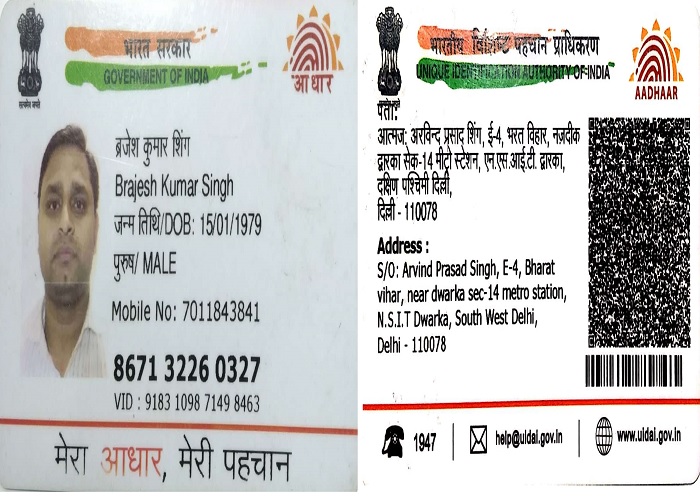 भारत सरकार
GOVERNMENT OF INDIA
आधार
सत्यमेव जयते
ब्रजेश कुमार शिंग
Brajesh Kumar Singh
जन्म तिथि/DOB: 15/01/1979
पुरुष/ MALE
Mobile No: 7011843841
8671 3226 0327
VID : 9183 1098 7149 8463
मेरा आधार, मेरी पहचान
भारतीय विशिष्ट पहचान प्राधिकरण
UNIQUE IDENTIFICATION AUTHORITY OF INDIA
AADHAAR
पता:
आत्मज: अरविन्द प्रसाद शिंग, ई-4, भरत विहार, नज़दीक
द्वारका सेक-14 मीट्रो स्टेशन, एन.एस.आई.टी. द्वारका,
दक्षिण पश्चिमी दिल्ली,
दिल्ली - 110078
Address :
S/O: Arvind Prasad Singh, E-4, Bharat
vihar, near dwarka sec-14 metro station,
N.S.I.T Dwarka, South West Delhi,
Delhi - 110078
1947
help@uidai.gov.in
www.uidai.gov.in